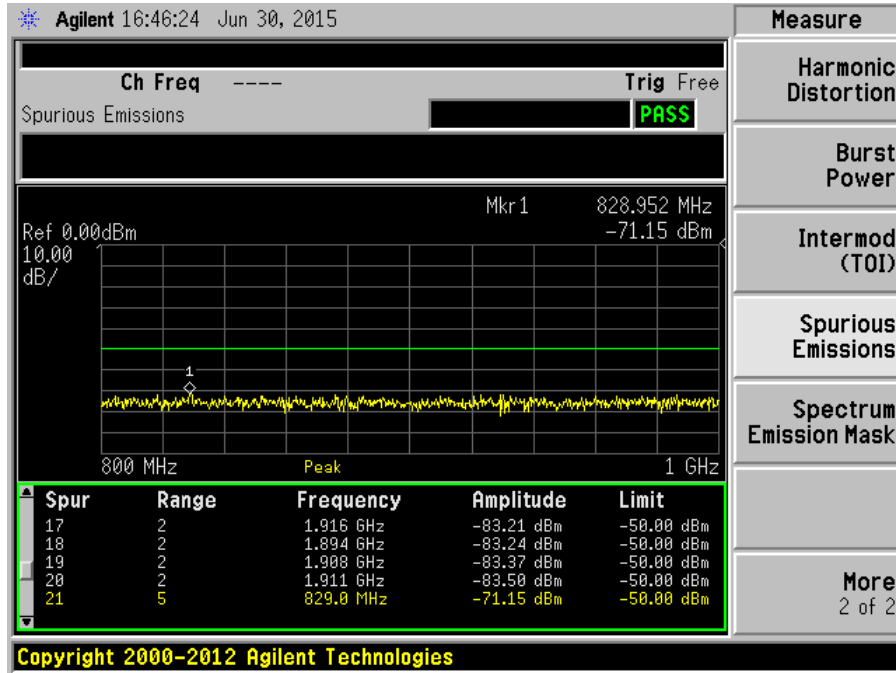 Agilent 16:46:24 Jun 30, 2015
Measure
Ch Freq ----
Trig Free
Spurious Emissions
PASS
Mkr1 828.952 MHz
-71.15 dBm
Ref 0.00dBm
10.00
dB/
1
800 MHz
Peak
1 GHz
Spur Range Frequency Amplitude Limit
17 2 1.916 GHz -83.21 dBm -50.00 dBm
18 2 1.894 GHz -83.24 dBm -50.00 dBm
19 2 1.908 GHz -83.37 dBm -50.00 dBm
20 2 1.911 GHz -83.50 dBm -50.00 dBm
21 5 829.0 MHz -71.15 dBm -50.00 dBm
Harmonic
Distortion
Burst
Power
Intermod
(TOI)
Spurious
Emissions
Spectrum
Emission Mask
More
2 of 2
Copyright 2000-2012 Agilent Technologies